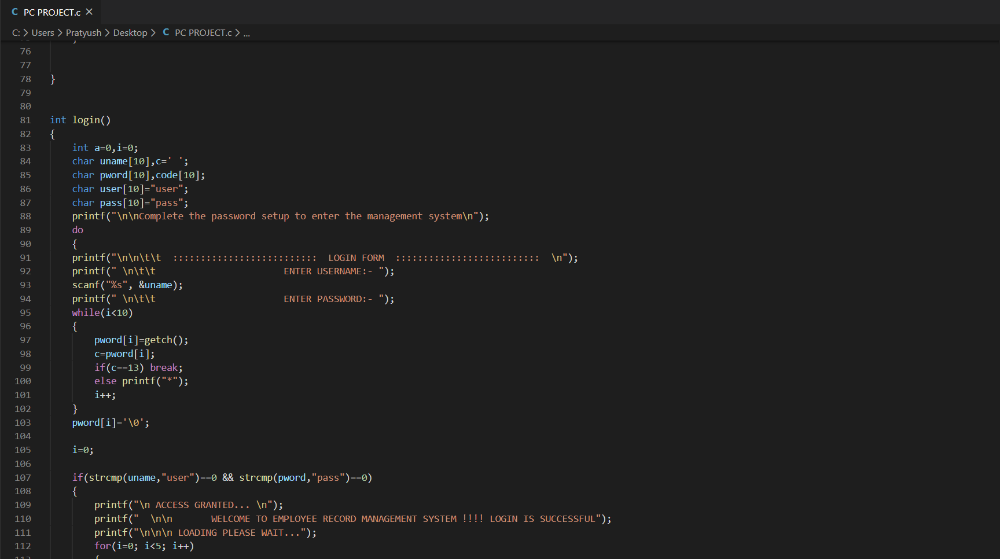 C PC PROJECT.c ×
C: > Users > Pratyush > Desktop > C PC PROJECT.c > ...
76
77
78 }
79
80
81 int login()
82 {
83     int a=0,i=0;
84     char uname[10],c=' ';
85     char pword[10],code[10];
86     char user[10]="user";
87     char pass[10]="pass";
88     printf("\n\nComplete the password setup to enter the management system\n");
89     do
90     {
91     printf("\n\n\t\t  ::::::::::::::::::::::::::  LOGIN FORM  ::::::::::::::::::::::::::  \n");
92     printf(" \n\t\t                       ENTER USERNAME:- ");
93     scanf("%s", &uname);
94     printf(" \n\t\t                       ENTER PASSWORD:- ");
95     while(i<10)
96     {
97         pword[i]=getch();
98         c=pword[i];
99         if(c==13) break;
100         else printf("*");
101         i++;
102     }
103     pword[i]='\0';
104
105     i=0;
106
107     if(strcmp(uname,"user")==0 && strcmp(pword,"pass")==0)
108     {
109         printf("\n ACCESS GRANTED... \n");
110         printf("  \n\n       WELCOME TO EMPLOYEE RECORD MANAGEMENT SYSTEM !!!! LOGIN IS SUCCESSFUL");
111         printf("\n\n\n LOADING PLEASE WAIT...");
112         for(i=0; i<5; i++)